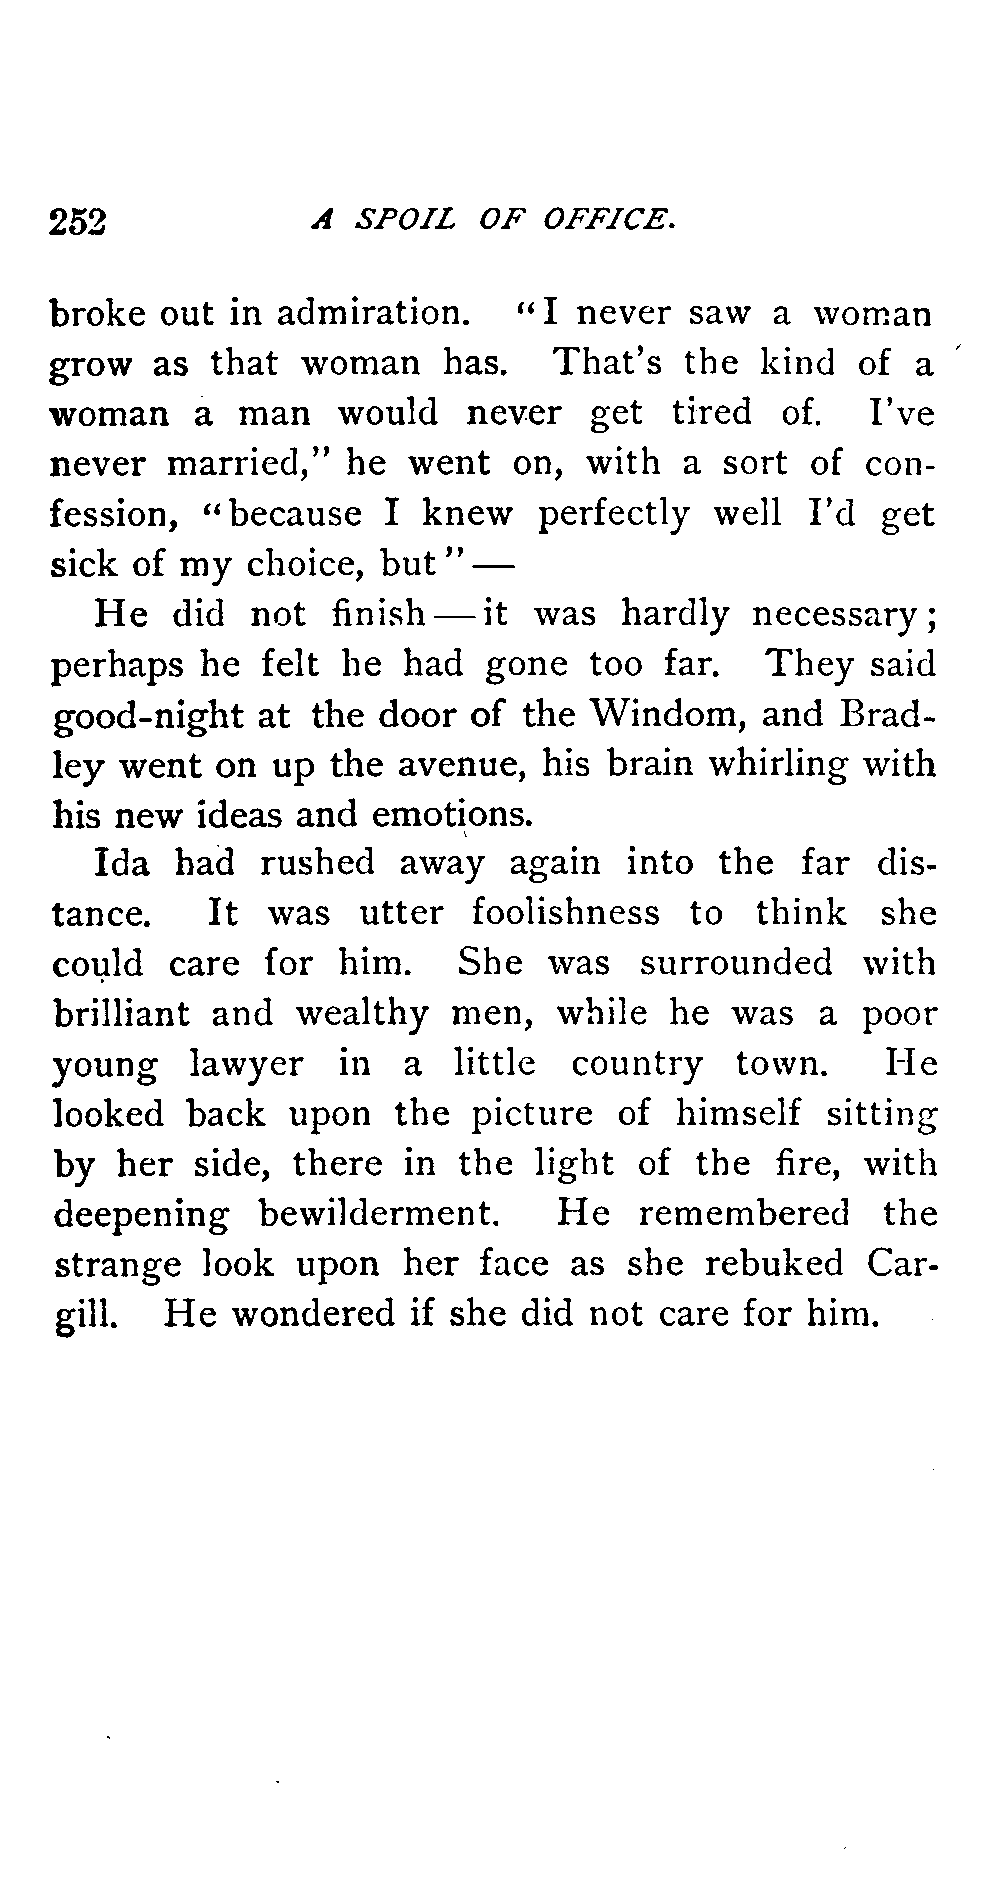 252 A SPOIL OF OFFICE.
broke out in admiration. "I never saw a woman
grow as that woman has. That's the kind of a
woman a man would never get tired of. I've
never married," he went on, with a sort of con-
fession, "because I knew perfectly well I'd get
sick of my choice, but"—
He did not finish—it was hardly necessary;
perhaps he felt he had gone too far. They said
good-night at the door of the Windom, and Brad-
ley went on up the avenue, his brain whirling with
his new ideas and emotions.
Ida had rushed away again into the far dis-
tance. It was utter foolishness to think she
could care for him. She was surrounded with
brilliant and wealthy men, while he was a poor
young lawyer in a little country town. He
looked back upon the picture of himself sitting
by her side, there in the light of the fire, with
deepening bewilderment. He remembered the
strange look upon her face as she rebuked Car-
gill. He wondered if she did not care for him.